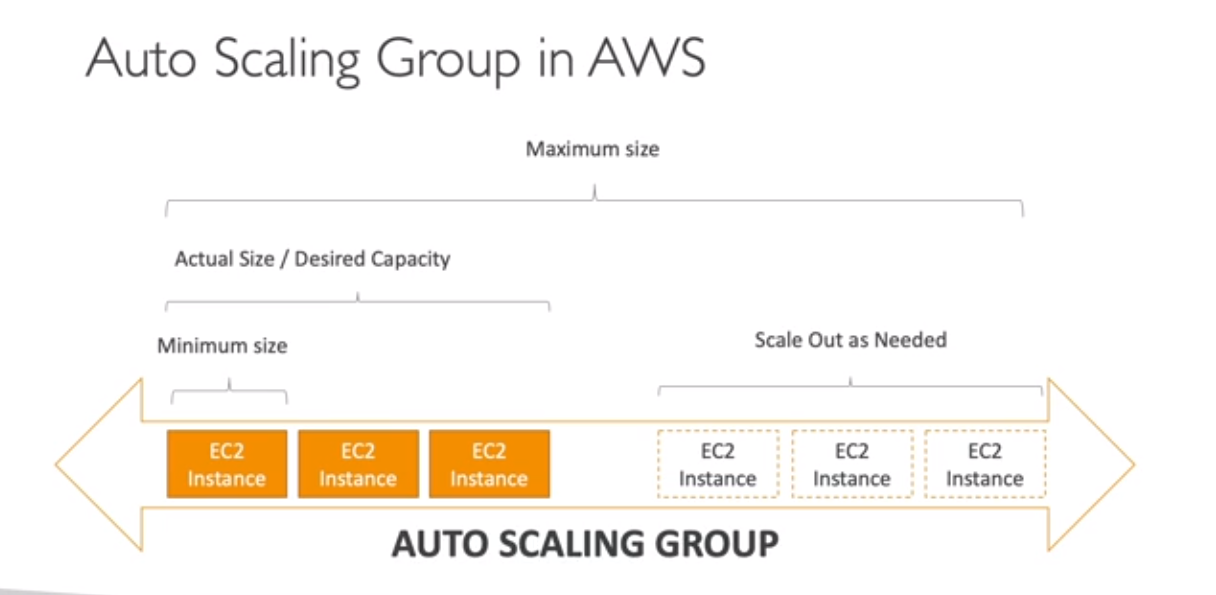 Auto Scaling Group in AWS
Maximum size
Actual Size / Desired Capacity
Minimum size
Scale Out as Needed
EC2
Instance
EC2
Instance
EC2
Instance
EC2
Instance
EC2
Instance
EC2
Instance
AUTO SCALING GROUP